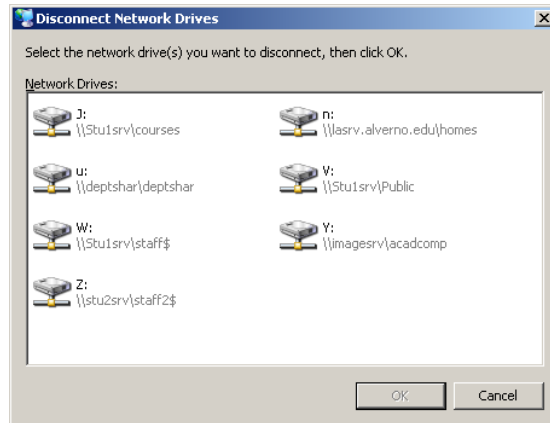 Disconnect Network Drives
Select the network drive(s) you want to disconnect, then click OK.
Network Drives:
J:
\\Stu1srv\courses
n:
\\lasrv.alverno.edu\homes
u:
\\deptshar\deptshar
V:
\\Stu1srv\Public
W:
\\Stu1srv\staff$
Y:
\\imagesrv\acadcomp
Z:
\\stu2srv\staff2$
OK
Cancel